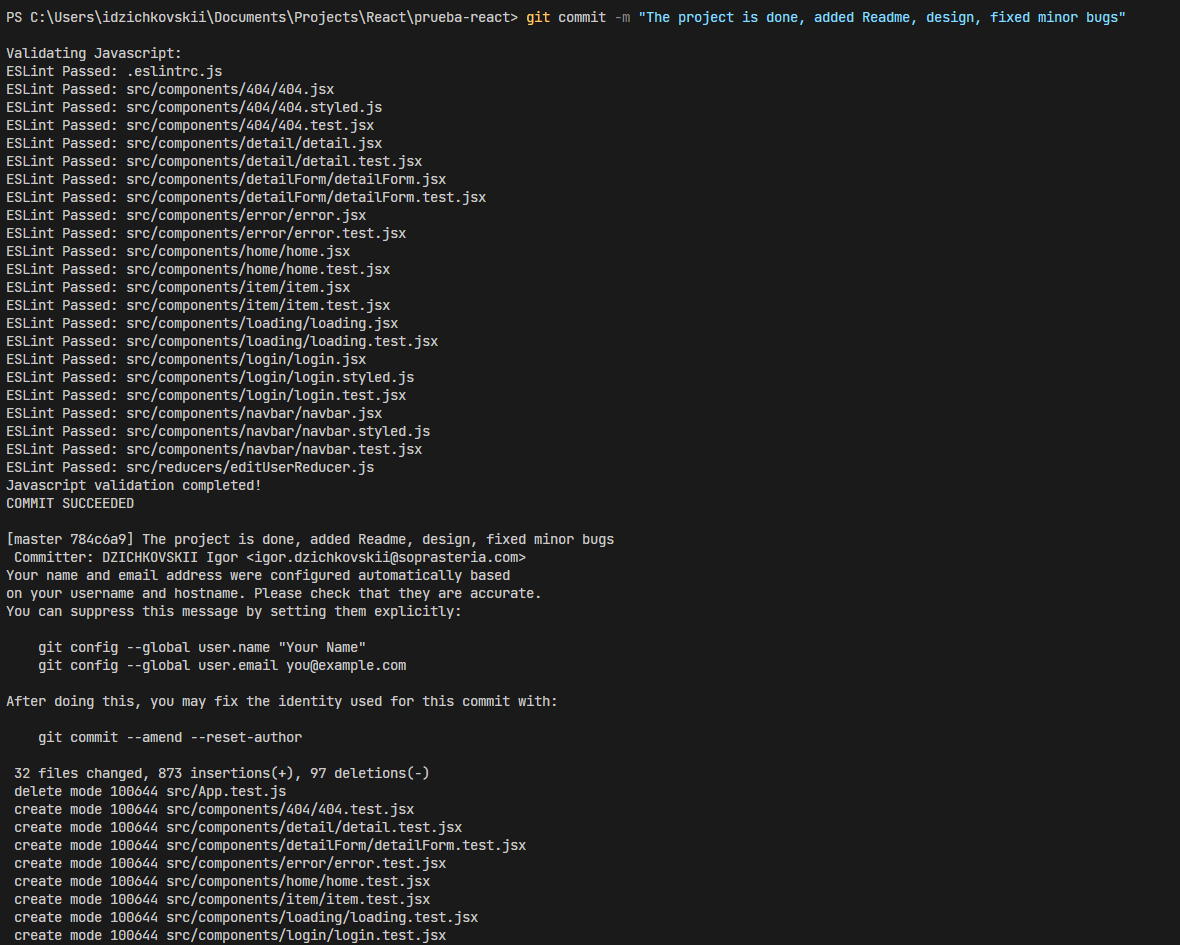 PS C:\Users\idzichkovskii\Documents\Projects\React\prueba-react> git commit -m "The project is done, added Readme, design, fixed minor bugs"
Validating Javascript:
ESLint Passed: .eslintrc.js
ESLint Passed: src/components/404/404.jsx
ESLint Passed: src/components/404/404.styled.js
ESLint Passed: src/components/404/404.test.jsx
ESLint Passed: src/components/detail/detail.jsx
ESLint Passed: src/components/detail/detail.test.jsx
ESLint Passed: src/components/detailForm/detailForm.jsx
ESLint Passed: src/components/detailForm/detailForm.test.jsx
ESLint Passed: src/components/error/error.jsx
ESLint Passed: src/components/error/error.test.jsx
ESLint Passed: src/components/home/home.jsx
ESLint Passed: src/components/home/home.test.jsx
ESLint Passed: src/components/item/item.jsx
ESLint Passed: src/components/item/item.test.jsx
ESLint Passed: src/components/loading/loading.jsx
ESLint Passed: src/components/loading/loading.test.jsx
ESLint Passed: src/components/login/login.jsx
ESLint Passed: src/components/login/login.styled.js
ESLint Passed: src/components/login/login.test.jsx
ESLint Passed: src/components/navbar/navbar.jsx
ESLint Passed: src/components/navbar/navbar.styled.js
ESLint Passed: src/components/navbar/navbar.test.jsx
ESLint Passed: src/reducers/editUserReducer.js
Javascript validation completed!
COMMIT SUCCEEDED
[master 784c6a9] The project is done, added Readme, design, fixed minor bugs
Committer: DZICHKOVSKII Igor <igor.dzichkovskii@soprasteria.com>
Your name and email address were configured automatically based
on your username and hostname. Please check that they are accurate.
You can suppress this message by setting them explicitly:
git config --global user.name "Your Name"
git config --global user.email you@example.com
After doing this, you may fix the identity used for this commit with:
git commit --amend --reset-author
32 files changed, 873 insertions(+), 97 deletions(-)
delete mode 100644 src/App.test.js
create mode 100644 src/components/404/404.test.jsx
create mode 100644 src/components/detail/detail.test.jsx
create mode 100644 src/components/detailForm/detailForm.test.jsx
create mode 100644 src/components/error/error.test.jsx
create mode 100644 src/components/home/home.test.jsx
create mode 100644 src/components/item/item.test.jsx
create mode 100644 src/components/loading/loading.test.jsx
create mode 100644 src/components/login/login.test.jsx